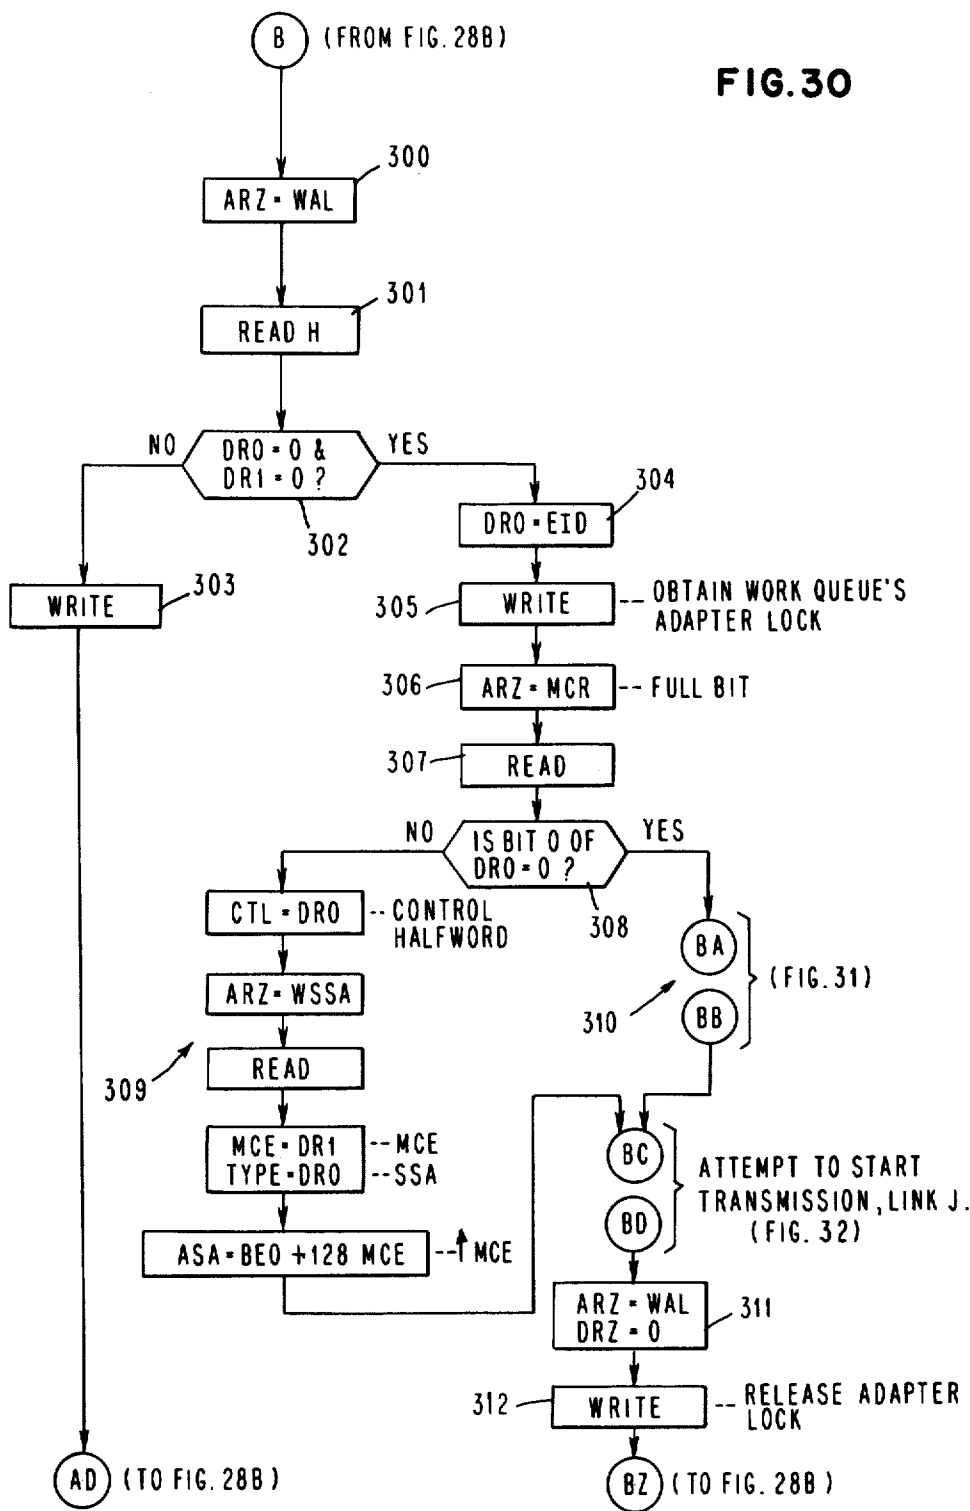 B (FROM FIG. 28B)
FIG. 30
300
ARZ = WAL
301
READ H
NO
DR0 = 0 &
DR1 = 0 ?
YES
302
304
DRO = EID
303
WRITE
305
WRITE
-- OBTAIN WORK QUEUE'S
ADAPTER LOCK
306
ARZ = MCR
-- FULL BIT
307
READ
NO
IS BIT 0 OF
DR0 = 0 ?
YES
308
CTL = DR0
-- CONTROL
HALFWORD
BA
ARZ = WSSA
310
BB
(FIG. 31)
309
READ
MCE = DR1 -- MCE
TYPE = DR0 -- SSA
BC
BD
ATTEMPT TO START
TRANSMISSION, LINK J.
(FIG. 32)
ASA = BEO + 128 MCE -- ↑ MCE
ARZ = WAL
DRZ = 0
311
312
WRITE
-- RELEASE ADAPTER
LOCK
AD (TO FIG. 28B)
BZ (TO FIG. 28B)